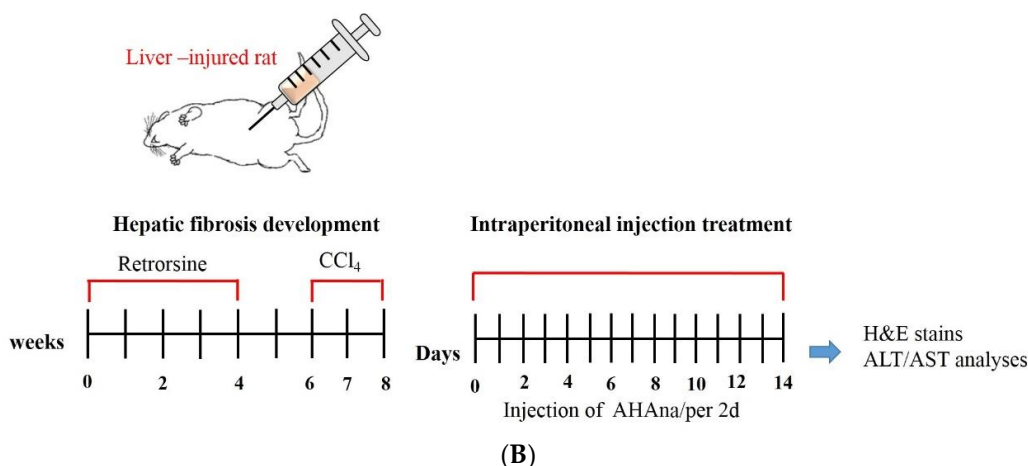 Liver –injured rat
Hepatic fibrosis development
Retrorsine
CCl₄
weeks
0 2 4 6 7 8
Intraperitoneal injection treatment
Days
0 2 4 6 8 10 12 14
Injection of AHAna/per 2d
H&E stains
ALT/AST analyses
(B)